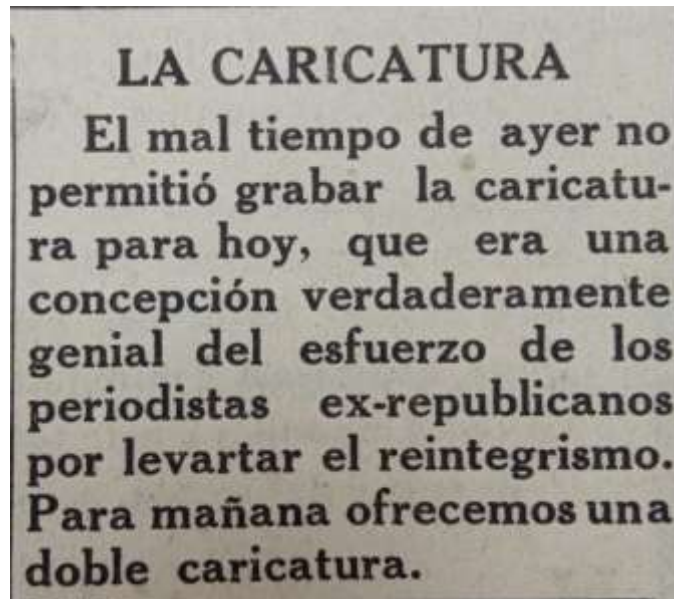 LA CARICATURA
El mal tiempo de ayer no
permitió grabar la caricatu-
ra para hoy, que era una
concepción verdaderamente
genial del esfuerzo de los
periodistas ex-republicanos
por levartar el reintegrismo.
Para mañana ofrecemos una
doble caricatura.